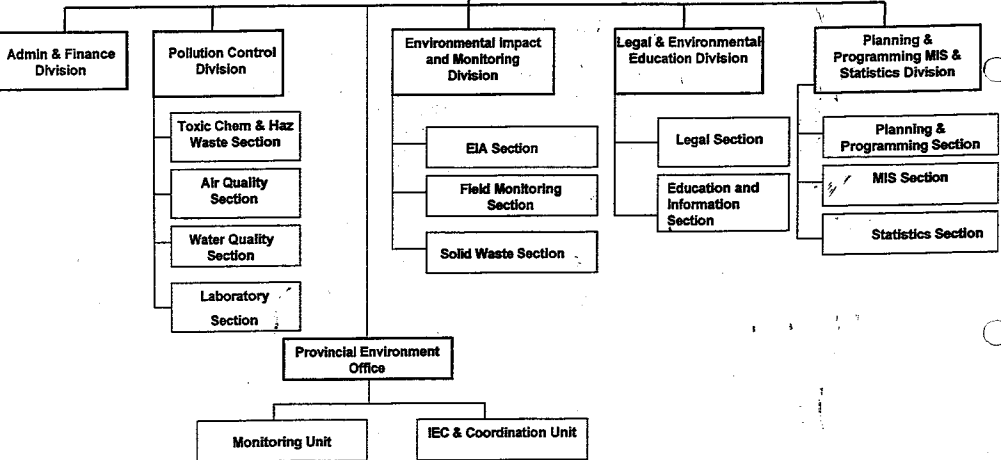 Admin & Finance
Division
Pollution Control
Division
Toxic Chem & Haz
Waste Section
Air Quality
Section
Water Quality
Section
Laboratory
Section
Environmental Impact
and Monitoring
Division
EIA Section
Field Monitoring
Section
Solid Waste Section
Legal & Environmental
Education Division
Legal Section
Education and
Information
Section
Planning &
Programming MIS &
Statistics Division
Planning &
Programming Section
MIS Section
Statistics Section
Provincial Environment
Office
Monitoring Unit
IEC & Coordination Unit